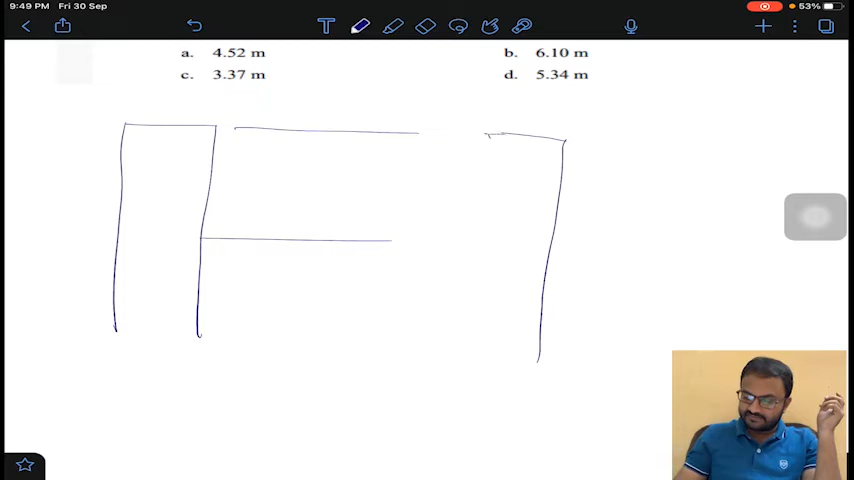 9:49 PM Fri 30 Sep 53%
T
a. 4.52 m b. 6.10 m
c. 3.37 m d. 5.34 m